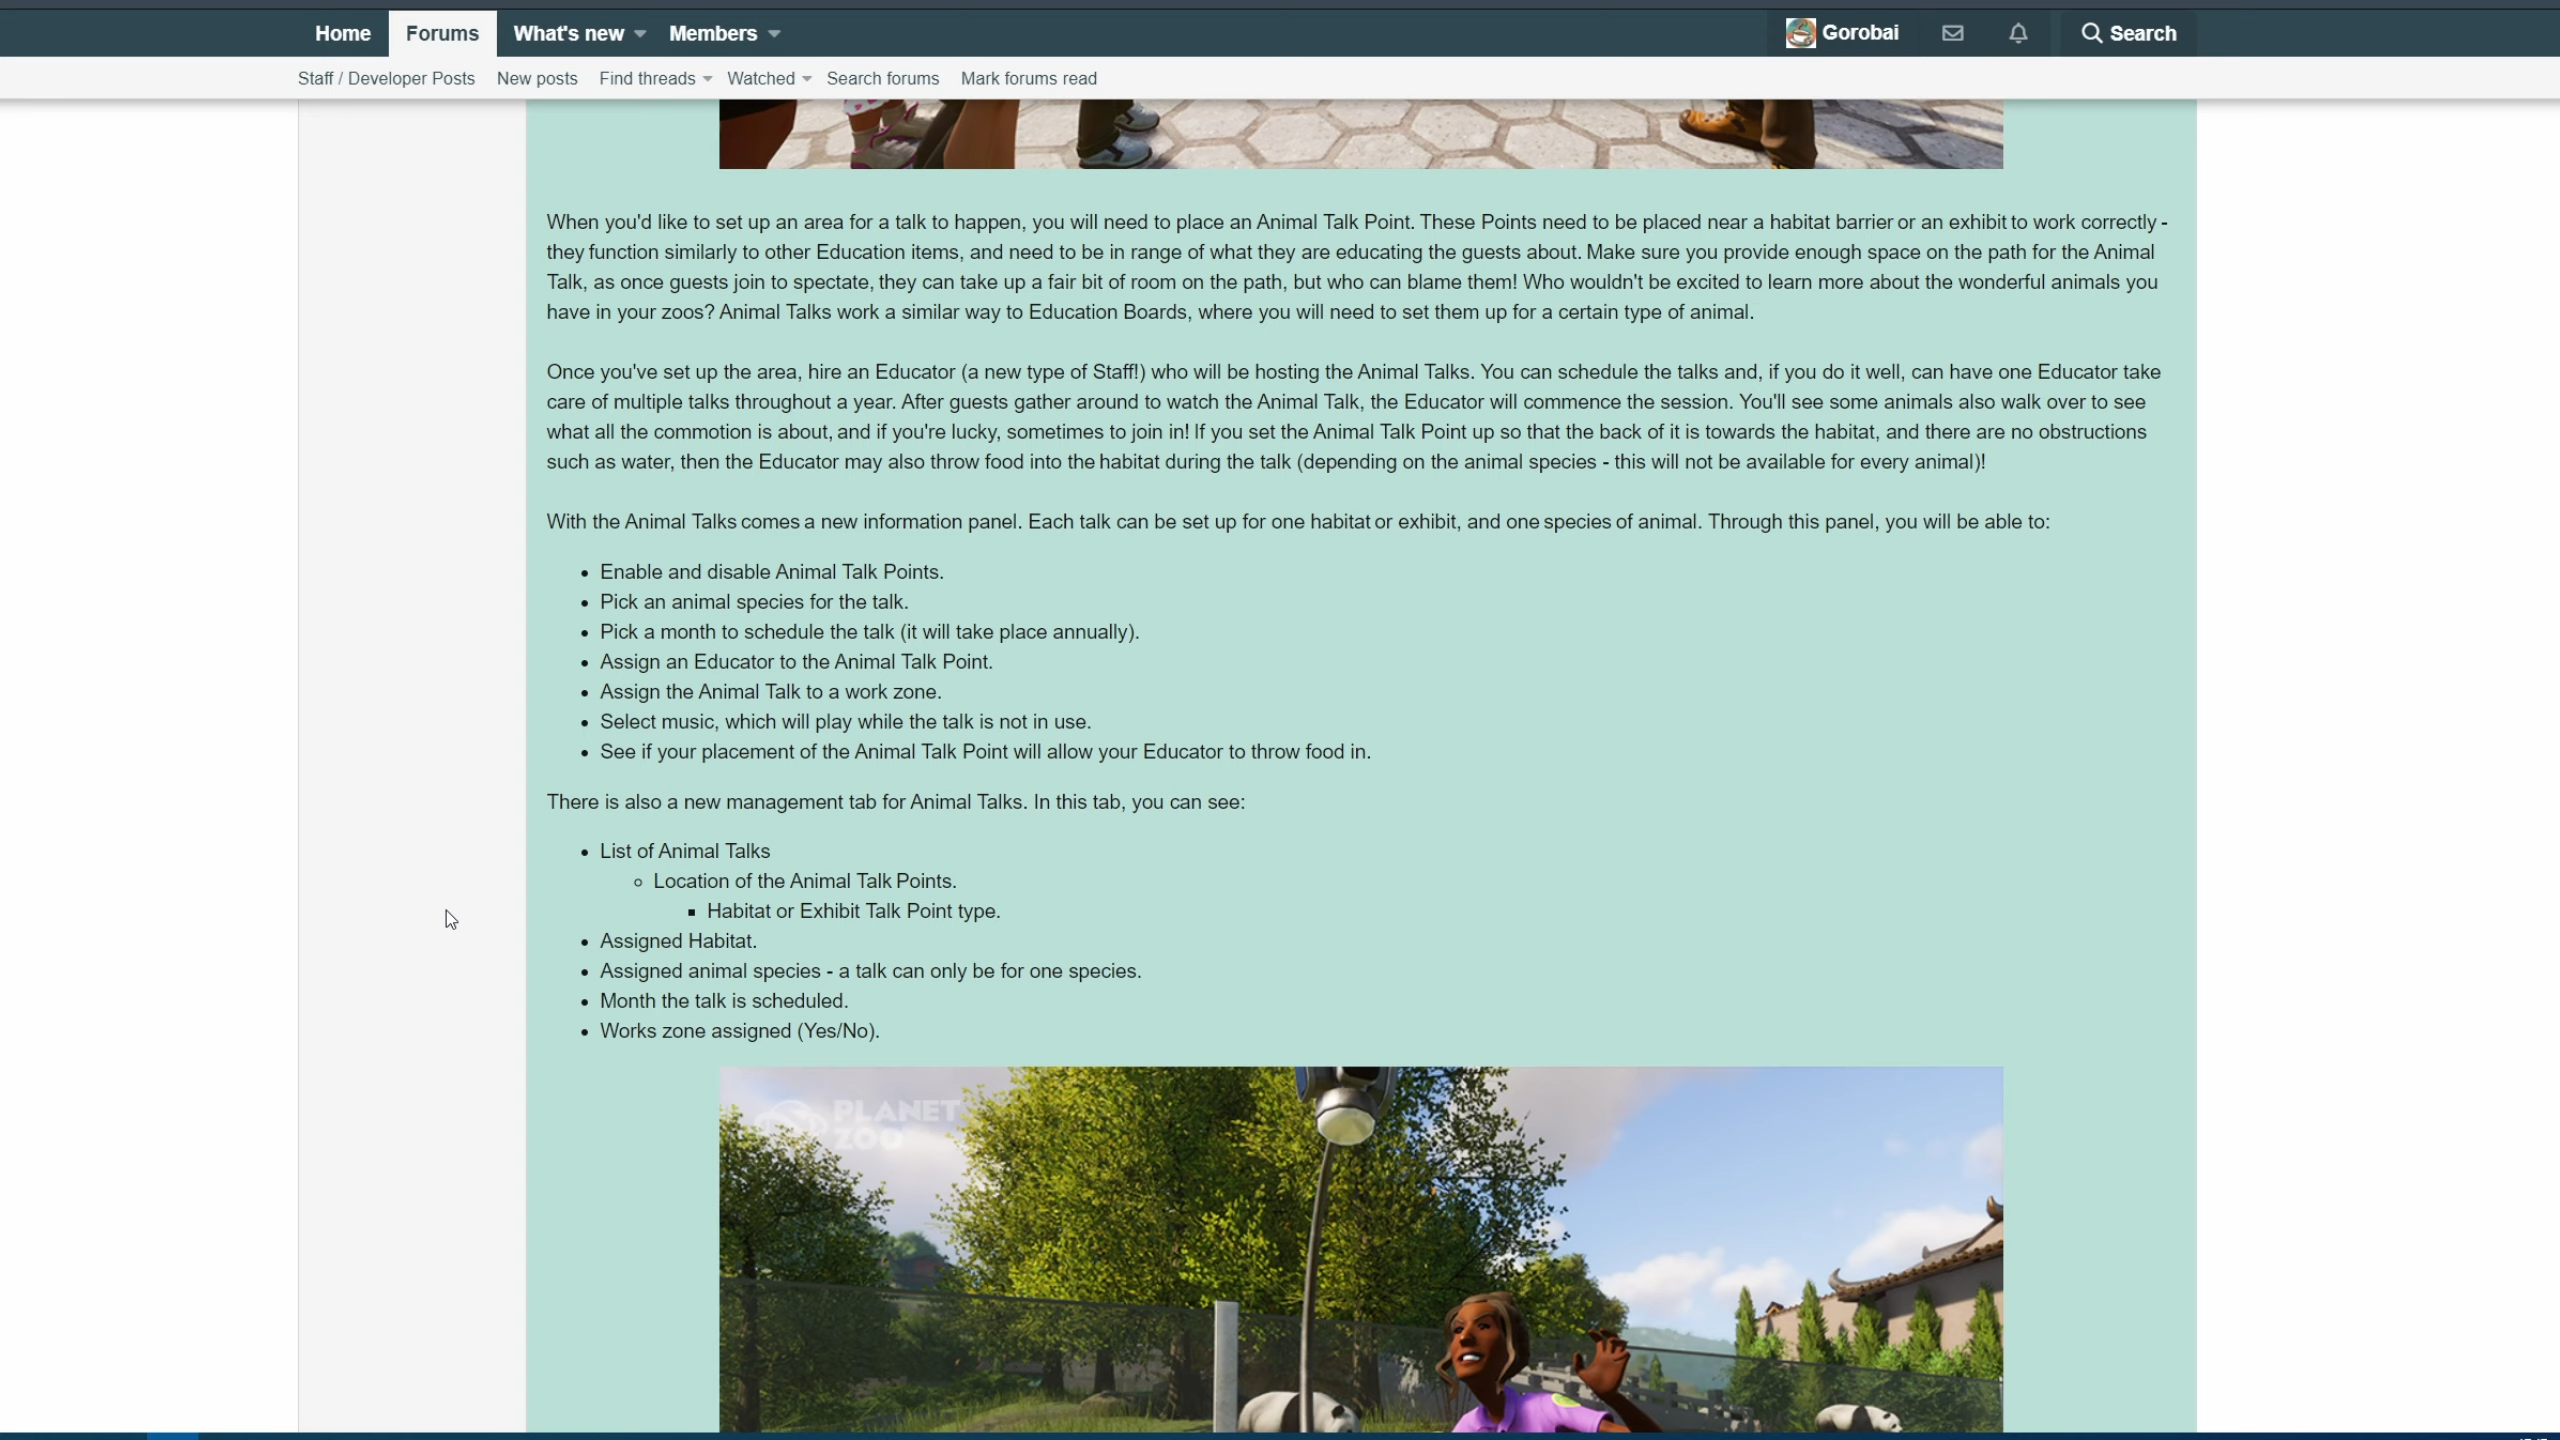 Home Forums What's new Members Gorobai Search
Staff / Developer Posts New posts Find threads Watched Search forums Mark forums read
When you'd like to set up an area for a talk to happen, you will need to place an Animal Talk Point. These Points need to be placed near a habitat barrier or an exhibit to work correctly -
they function similarly to other Education items, and need to be in range of what they are educating the guests about. Make sure you provide enough space on the path for the Animal
Talk, as once guests join to spectate, they can take up a fair bit of room on the path, but who can blame them! Who wouldn't be excited to learn more about the wonderful animals you
have in your zoos? Animal Talks work a similar way to Education Boards, where you will need to set them up for a certain type of animal.
Once you've set up the area, hire an Educator (a new type of Staff!) who will be hosting the Animal Talks. You can schedule the talks and, if you do it well, can have one Educator take
care of multiple talks throughout a year. After guests gather around to watch the Animal Talk, the Educator will commence the session. You'll see some animals also walk over to see
what all the commotion is about, and if you're lucky, sometimes to join in! If you set the Animal Talk Point up so that the back of it is towards the habitat, and there are no obstructions
such as water, then the Educator may also throw food into the habitat during the talk (depending on the animal species - this will not be available for every animal)!
With the Animal Talks comes a new information panel. Each talk can be set up for one habitat or exhibit, and one species of animal. Through this panel, you will be able to:
• Enable and disable Animal Talk Points.
• Pick an animal species for the talk.
• Pick a month to schedule the talk (it will take place annually).
• Assign an Educator to the Animal Talk Point.
• Assign the Animal Talk to a work zone.
• Select music, which will play while the talk is not in use.
• See if your placement of the Animal Talk Point will allow your Educator to throw food in.
There is also a new management tab for Animal Talks. In this tab, you can see:
• List of Animal Talks
○ Location of the Animal Talk Points.
▪ Habitat or Exhibit Talk Point type.
• Assigned Habitat.
• Assigned animal species - a talk can only be for one species.
• Month the talk is scheduled.
• Works zone assigned (Yes/No).
PLANET
ZOO